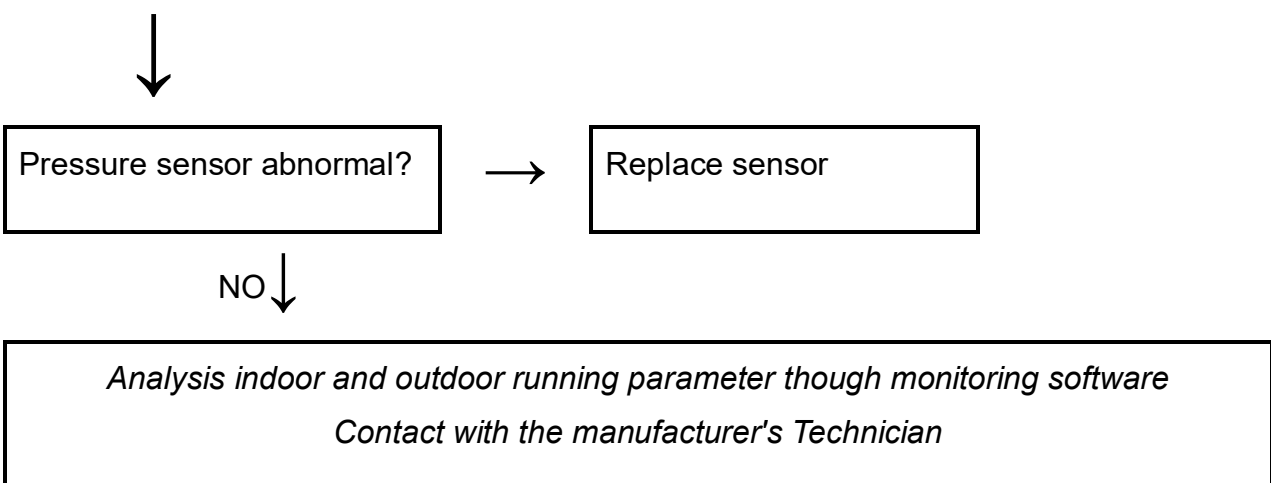 Pressure sensor abnormal?
Replace sensor
NO
Analysis indoor and outdoor running parameter though monitoring software
Contact with the manufacturer's Technician